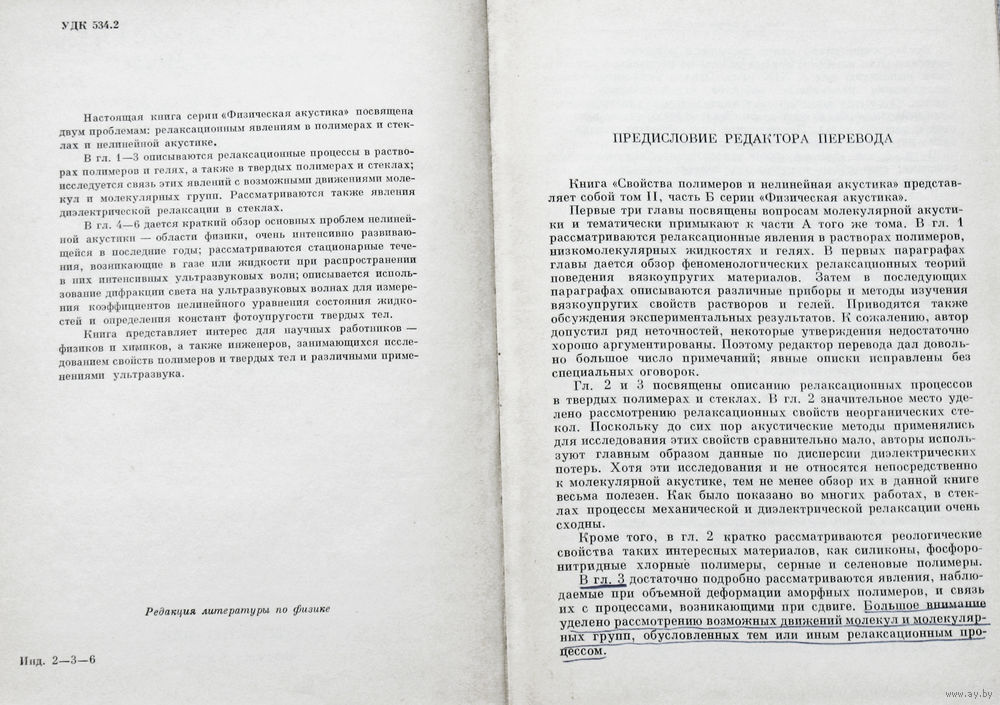 УДК 534.2
Настоящая книга серии «Физическая акустика» посвящена
двум проблемам: релаксационным явлениям в полимерах и стек-
лах и нелинейной акустике.
В гл. 1—3 описываются релаксационные процессы в раство-
рах полимеров и гелях, а также в твердых полимерах и стеклах;
исследуется связь этих явлений с возможными движениями моле-
кул и молекулярных групп. Рассматриваются также явления
диэлектрической релаксации в стеклах.
В гл. 4—6 дается краткий обзор основных проблем нелиней-
ной акустики — области физики, очень интенсивно развиваю-
щейся в последние годы; рассматриваются стационарные тече-
ния, возникающие в газе или жидкости при распространении
в них интенсивных ультразвуковых волн; описывается исполь-
зование дифракции света на ультразвуковых волнах для измере-
ния коэффициентов нелинейного уравнения состояния жидко-
стей и определения констант фотоупругости твердых тел.
Книга представляет интерес для научных работников —
физиков и химиков, а также инженеров, занимающихся иссле-
дованием свойств полимеров и твердых тел и различными приме-
нениями ультразвука.
Редакция литературы по физике
Инд. 2—3—6
ПРЕДИСЛОВИЕ РЕДАКТОРА ПЕРЕВОДА
Книга «Свойства полимеров и нелинейная акустика» представ-
ляет собой том II, часть Б серии «Физическая акустика».
Первые три главы посвящены вопросам молекулярной акусти-
ки и тематически примыкают к части А того же тома. В гл. 1
рассматриваются релаксационные явления в растворах полимеров,
низкомолекулярных жидкостях и гелях. В первых параграфах
главы дается обзор феноменологических релаксационных теорий
поведения вязкоупругих материалов. Затем в последующих
параграфах описываются различные приборы и методы изучения
вязкоупругих свойств растворов и гелей. Приводятся также
обсуждения экспериментальных результатов. К сожалению, автор
допустил ряд неточностей, некоторые утверждения недостаточно
хорошо аргументированы. Поэтому редактор перевода дал доволь-
но большое число примечаний; явные описки исправлены без
специальных оговорок.
Гл. 2 и 3 посвящены описанию релаксационных процессов
в твердых полимерах и стеклах. В гл. 2 значительное место уде-
лено рассмотрению релаксационных свойств неорганических сте-
кол. Поскольку до сих пор акустические методы применялись
для исследования этих свойств сравнительно мало, авторы исполь-
зуют главным образом данные по дисперсии диэлектрических
потерь. Хотя эти исследования и не относятся непосредственно
к молекулярной акустике, тем не менее обзор их в данной книге
весьма полезен. Как было показано во многих работах, в стек-
лах процессы механической и диэлектрической релаксации очень
сходны.
Кроме того, в гл. 2 кратко рассматриваются реологические
свойства таких интересных материалов, как силиконы, фосфоро-
нитридные хлорные полимеры, серные и селеновые полимеры.
В гл. 3 достаточно подробно рассматриваются явления, наблю-
даемые при объемной деформации аморфных полимеров, и связь
их с процессами, возникающими при сдвиге. Большое внимание
уделено рассмотрению возможных движений молекул и молекуляр-
ных групп, обусловленных тем или иным релаксационным про-
цессом.
www.ay.by